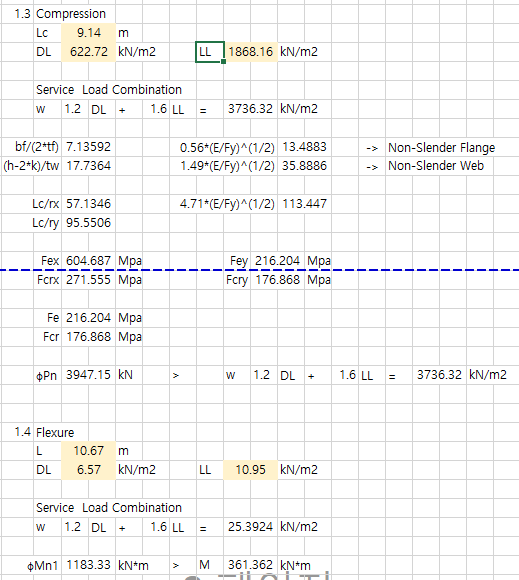 1.3 Compression
Lc 9.14 m
DL 622.72 kN/m2 LL 1868.16 kN/m2
Service Load Combination
w 1.2 DL + 1.6 LL = 3736.32 kN/m2
bf/(2*tf) 7.13592 0.56*(E/Fy)^(1/2) 13.4883 -> Non-Slender Flange
(h-2*k)/tw 17.7364 1.49*(E/Fy)^(1/2) 35.8886 -> Non-Slender Web
Lc/rx 57.1346 4.71*(E/Fy)^(1/2) 113.447
Lc/ry 95.5506
Fex 604.687 Mpa Fey 216.204 Mpa
Fcrx 271.555 Mpa Fcry 176.868 Mpa
Fe 216.204 Mpa
Fcr 176.868 Mpa
ϕPn 3947.15 kN > w 1.2 DL + 1.6 LL = 3736.32 kN/m2
1.4 Flexure
L 10.67 m
DL 6.57 kN/m2 LL 10.95 kN/m2
Service Load Combination
w 1.2 DL + 1.6 LL = 25.3924 kN/m2
ϕMn1 1183.33 kN*m > M 361.362 kN*m